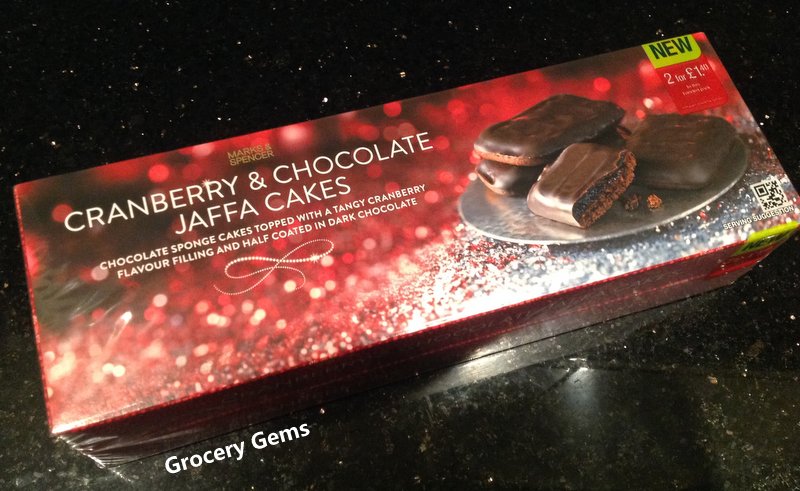 NEW
2 for £1.40
MARKS &
SPENCER
CRANBERRY & CHOCOLATE
JAFFA CAKES
CHOCOLATE SPONGE CAKES TOPPED WITH A TANGY CRANBERRY
FLAVOUR FILLING AND HALF COATED IN DARK CHOCOLATE
SERVING SUGGESTION
Grocery Gems